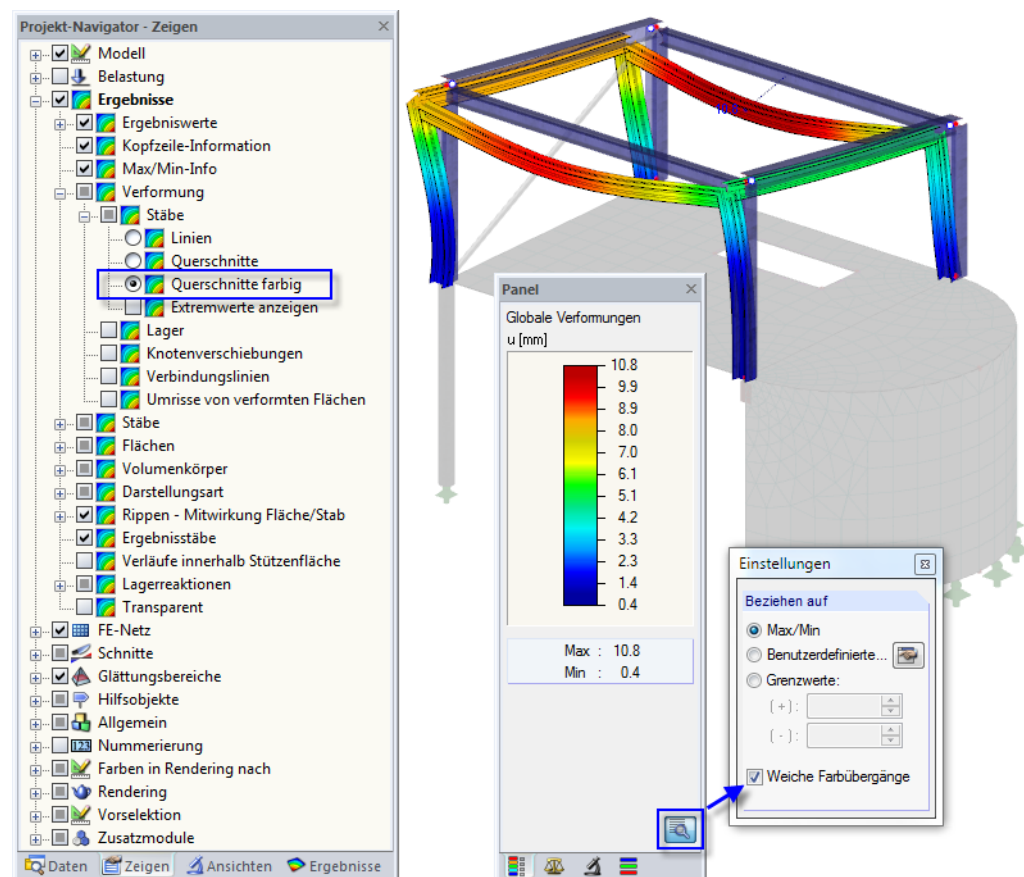 Projekt-Navigator - Zeigen
Modell
Belastung
Ergebnisse
Ergebniswerte
Kopfzeile-Information
Max/Min-Info
Verformung
Stäbe
Linien
Querschnitte
Querschnitte farbig
Extremwerte anzeigen
Lager
Knotenverschiebungen
Verbindungslinien
Umrisse von verformten Flächen
Stäbe
Flächen
Volumenkörper
Darstellungsart
Rippen - Mitwirkung Fläche/Stab
Ergebnisstäbe
Verläufe innerhalb Stützenfläche
Lagerreaktionen
Transparent
FE-Netz
Schnitte
Glättungsbereiche
Hilfsobjekte
Allgemein
123 Nummerierung
Farben in Rendering nach
Rendering
Vorselektion
Zusatzmodule
Daten Zeigen Ansichten Ergebnisse
10.8
Panel
Globale Verformungen
u [mm]
10.8
9.9
8.9
8.0
7.0
6.1
5.1
4.2
3.3
2.3
1.4
0.4
Max : 10.8
Min : 0.4
Einstellungen
Beziehen auf
Max/Min
Benutzerdefinierte...
Grenzwerte:
(+):
(-):
Weiche Farbübergänge